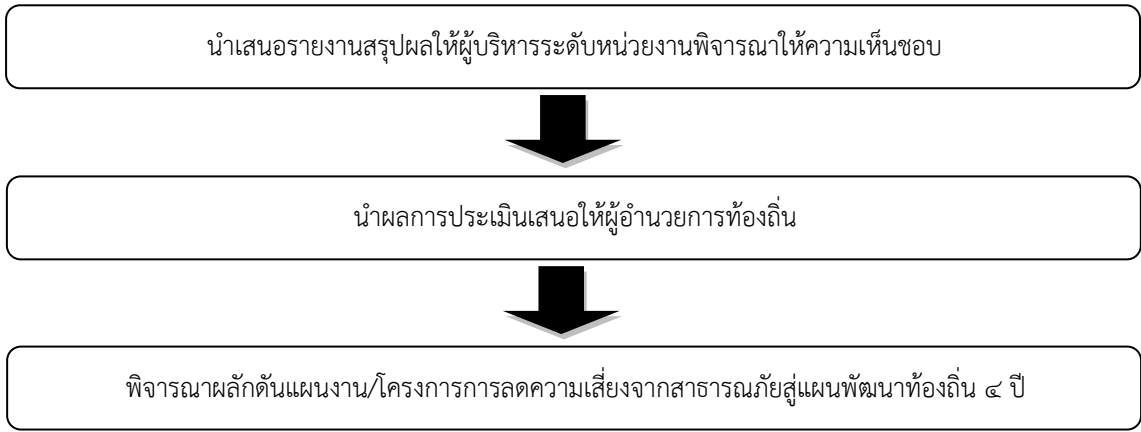 นำเสนอรายงานสรุปผลให้ผู้บริหารระดับหน่วยงานพิจารณาให้ความเห็นชอบ
นำผลการประเมินเสนอให้ผู้อำนวยการท้องถิ่น
พิจารณาผลักดันแผนงาน/โครงการการลดความเสี่ยงจากสาธารณภัยสู่แผนพัฒนาท้องถิ่น ๔ ปี